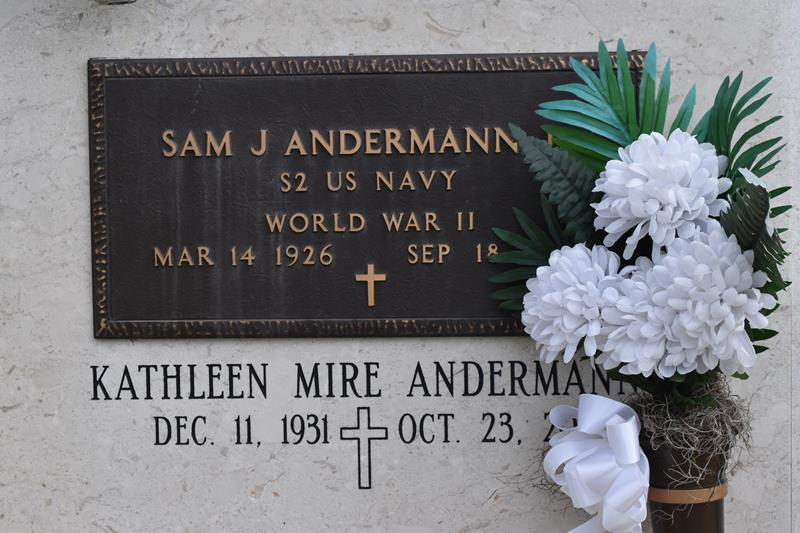 SAM J ANDERMANN
S2 US NAVY
WORLD WAR II
MAR 14 1926 SEP 18
KATHLEEN MIRE ANDERMANN
DEC. 11, 1931 OCT. 23,